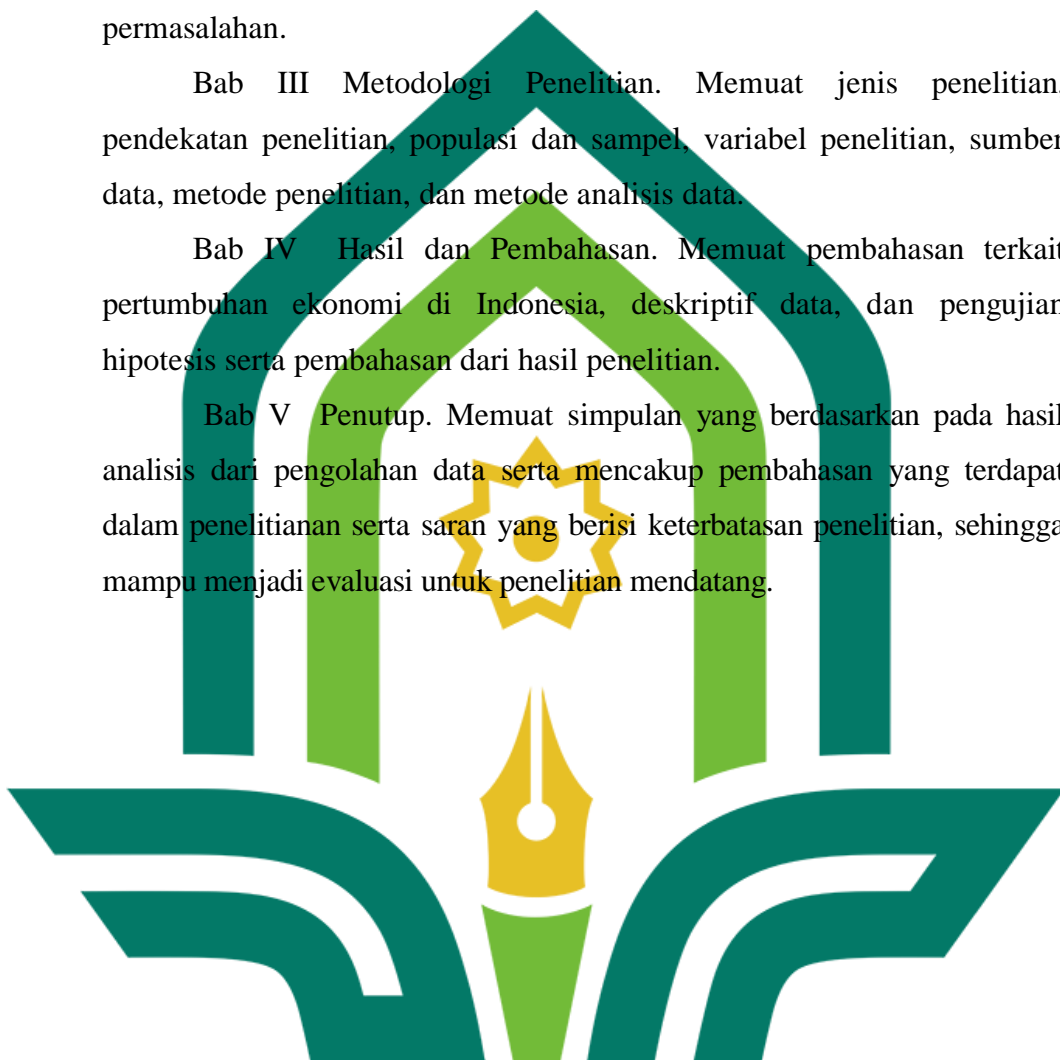 permasalahan.
Bab III Metodologi Penelitian. Memuat jenis penelitian,
pendekatan penelitian, populasi dan sampel, variabel penelitian, sumber
data, metode penelitian, dan metode analisis data.
Bab IV Hasil dan Pembahasan. Memuat pembahasan terkait
pertumbuhan ekonomi di Indonesia, deskriptif data, dan pengujian
hipotesis serta pembahasan dari hasil penelitian.
Bab V Penutup. Memuat simpulan yang berdasarkan pada hasil
analisis dari pengolahan data serta mencakup pembahasan yang terdapat
dalam penelitianan serta saran yang berisi keterbatasan penelitian, sehingga
mampu menjadi evaluasi untuk penelitian mendatang.